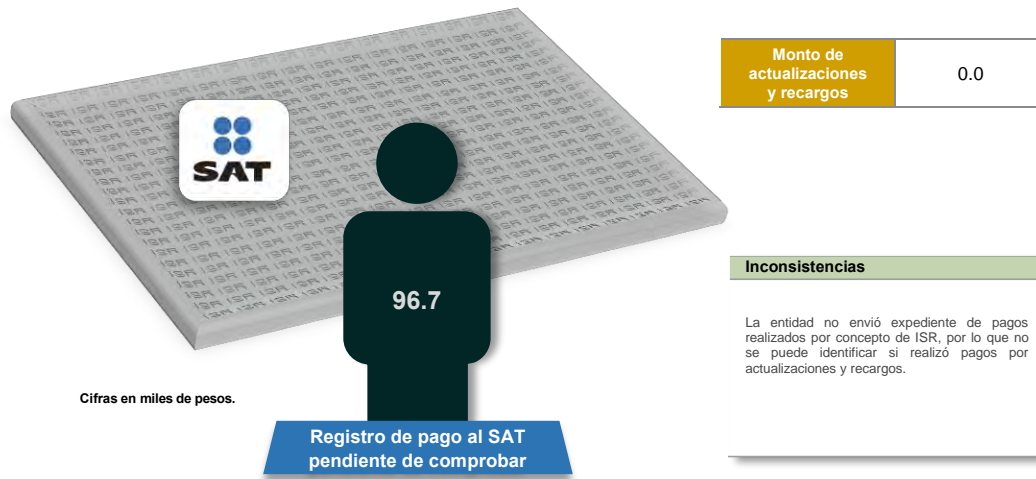 SAT
96.7
Cifras en miles de pesos.
Registro de pago al SAT
pendiente de comprobar
Monto de
actualizaciones
y recargos
0.0
Inconsistencias
La entidad no envió expediente de pagos
realizados por concepto de ISR, por lo que no
se puede identificar si realizó pagos por
actualizaciones y recargos.